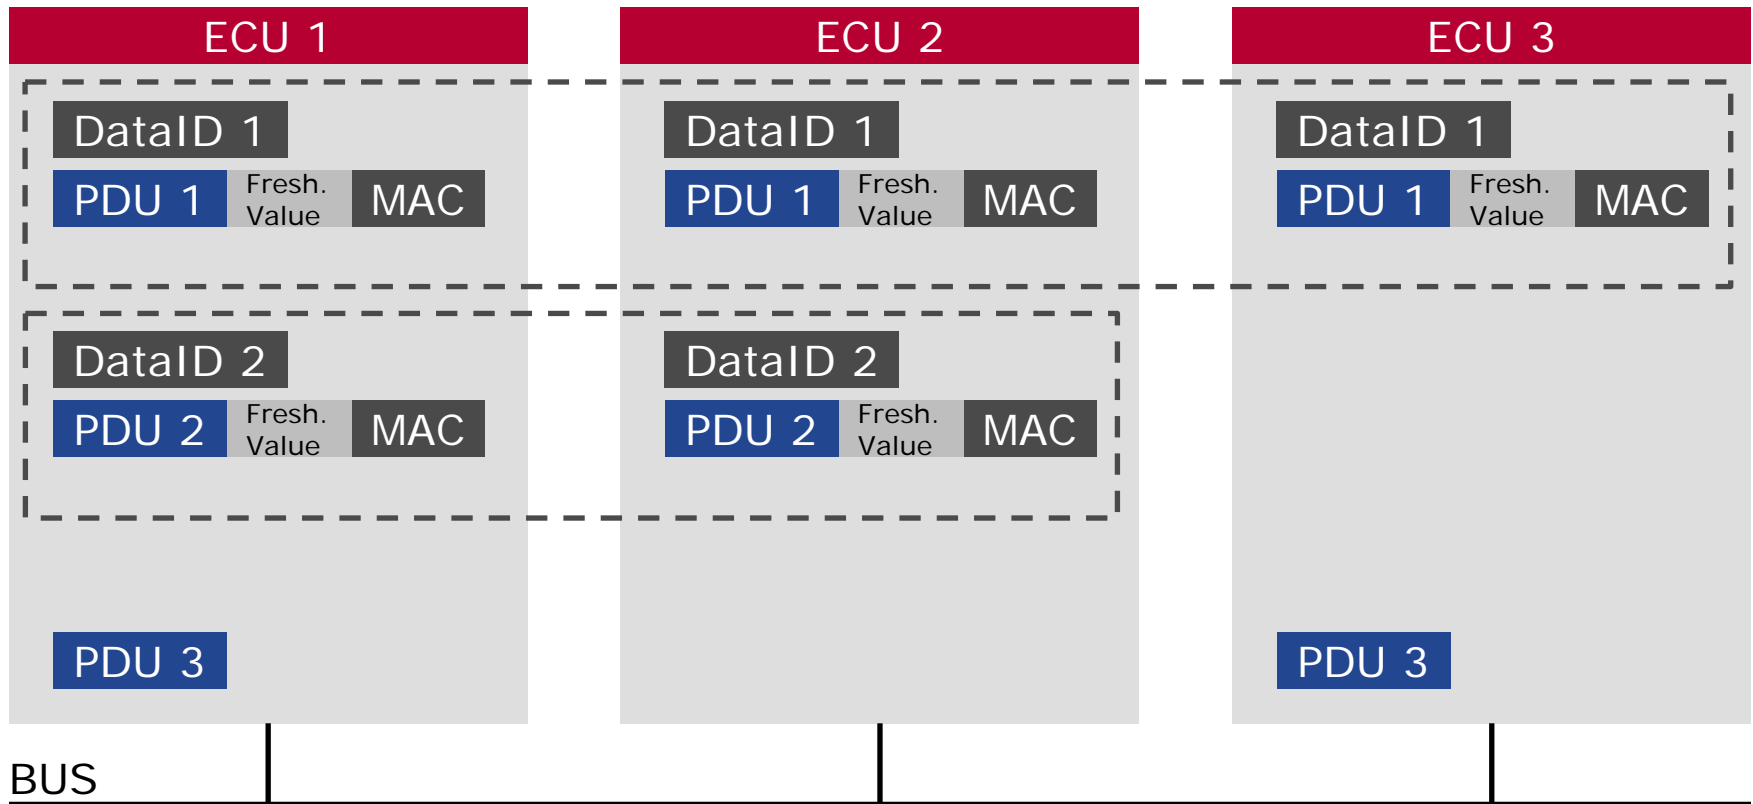 ECU 1
ECU 2
ECU 3
DataID 1
DataID 1
DataID 1
PDU 1 Fresh. Value MAC
PDU 1 Fresh. Value MAC
PDU 1 Fresh. Value MAC
DataID 2
DataID 2
PDU 2 Fresh. Value MAC
PDU 2 Fresh. Value MAC
PDU 3
PDU 3
BUS